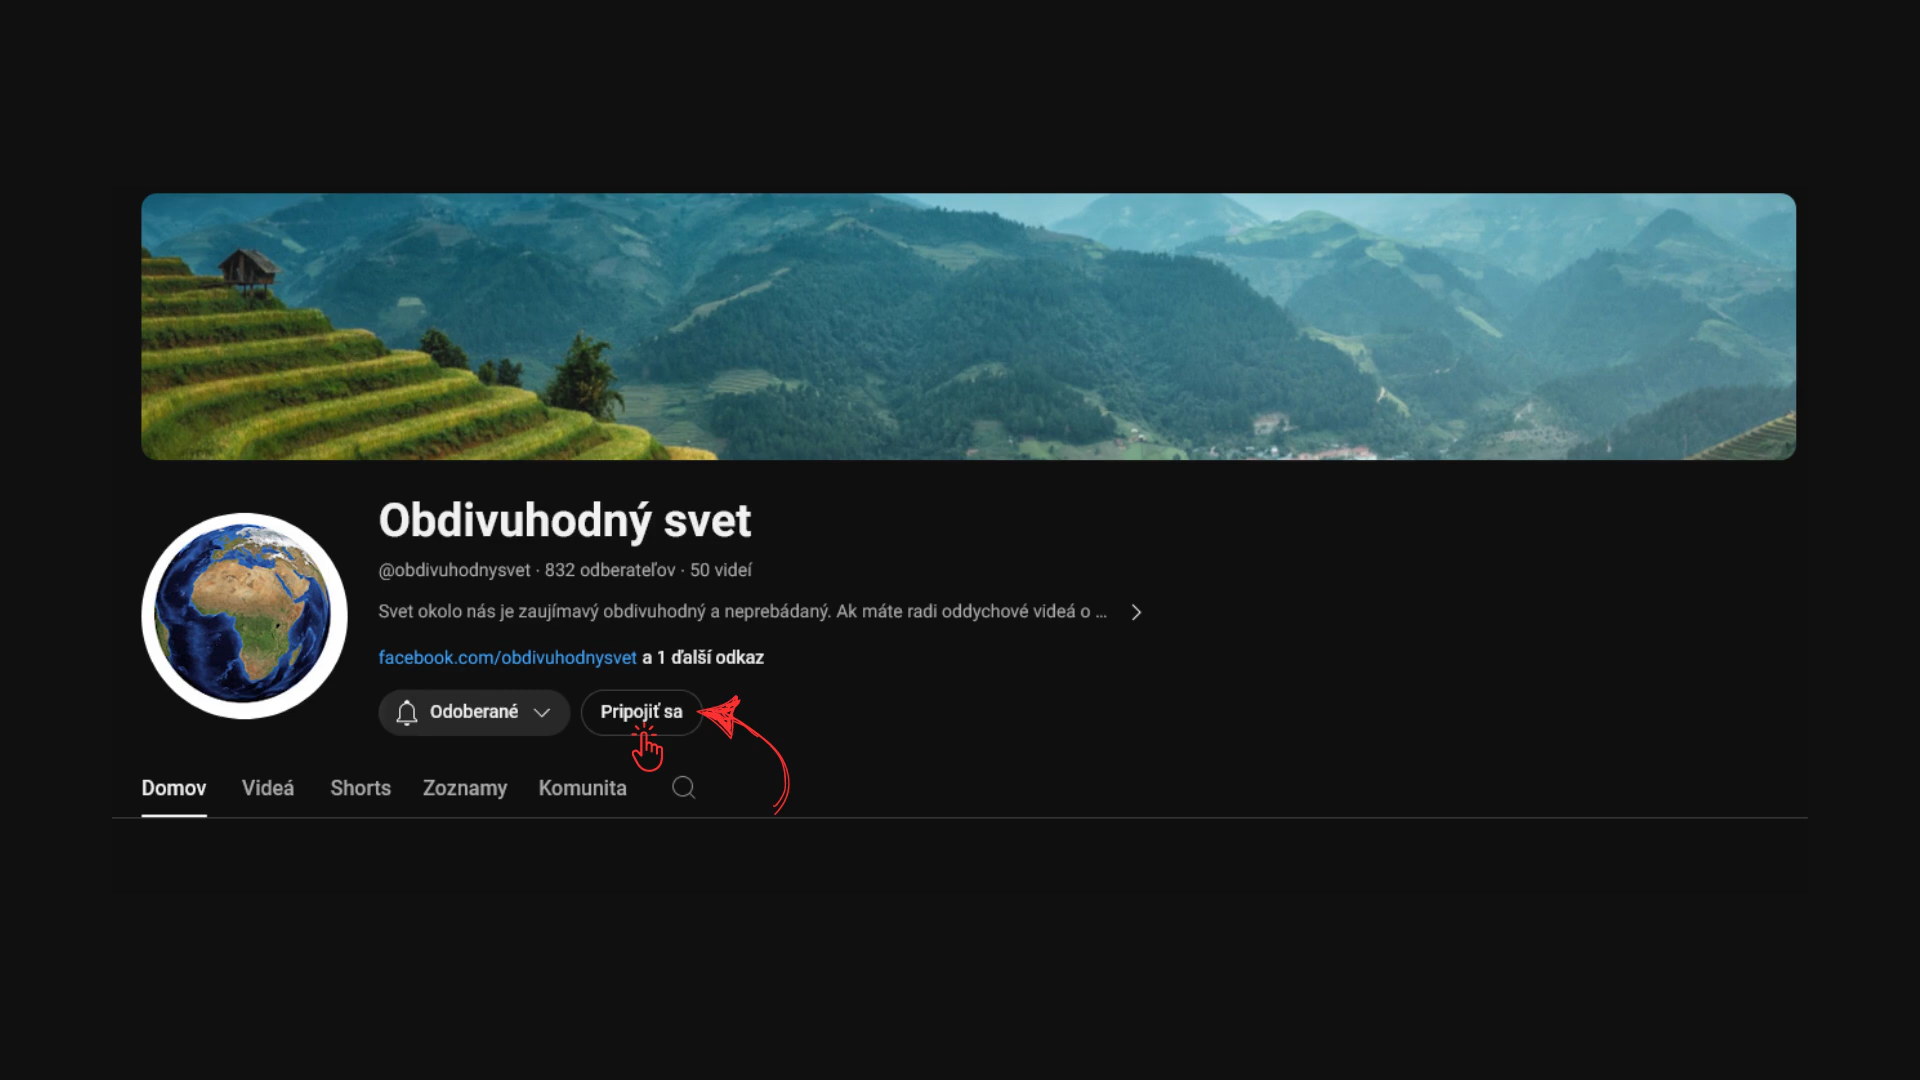 Obdivuhodný svet
@obdivuhodnysvet · 832 odberateľov · 50 videí
Svet okolo nás je zaujímavý obdivuhodný a neprebádaný. Ak máte radi oddychové videá o ...
facebook.com/obdivuhodnysvet a 1 ďalší odkaz
Odoberané Pripojiť sa
Domov Videá Shorts Zoznamy Komunita